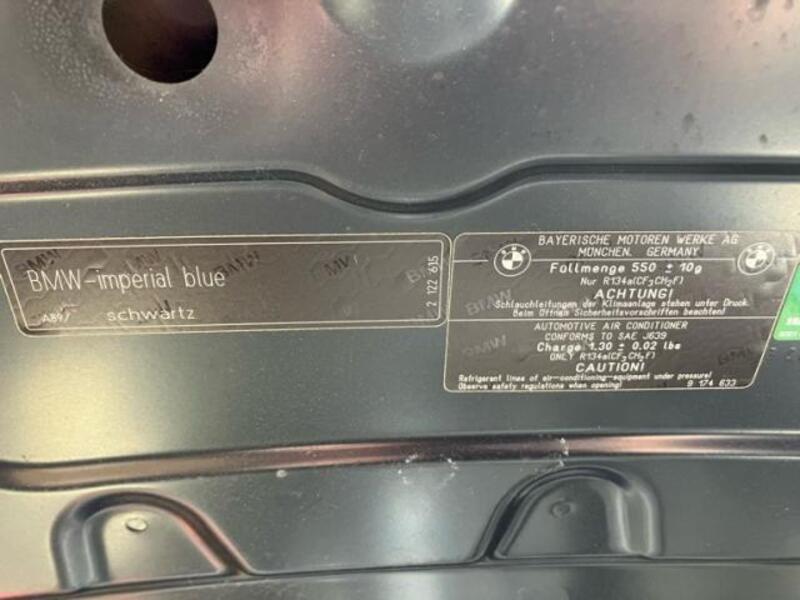 BMW-imperial blue
A89/ schwartz
2 122 615
BAYERISCHE MOTOREN WERKE AG
MÜNCHEN, GERMANY
Follmenge 550 ± 10g
Nur R134a(CF3CH2F)
ACHTUNG!
Schlauchleitungen der Klimaanlage stehen unter Druck.
Beim Öffnen Sicherheitsvorschriften beachten!
AUTOMOTIVE AIR CONDITIONER
CONFORMS TO SAE J639
Charge 1.30 ± 0.02 lbs
ONLY R134a(CF3CH2F)
CAUTION!
Refrigerant lines of air-conditioning-equipment under pressure!
Observe safety regulations when opening!
9 174 633